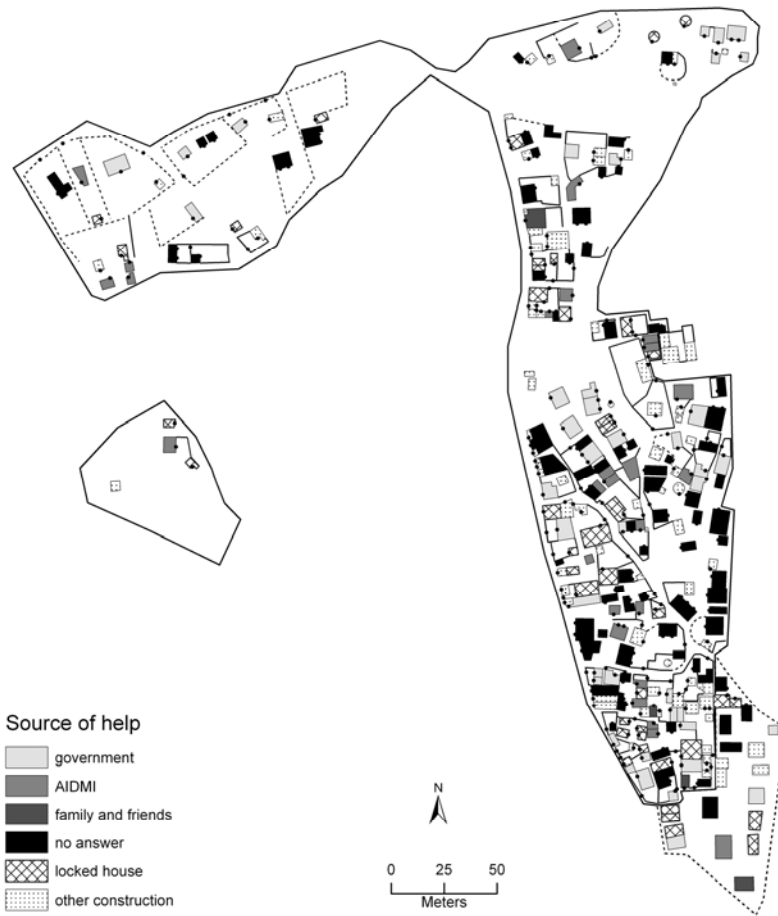 Source of help
government
AIDMI
family and friends
no answer
locked house
other construction
N
0 25 50
Meters